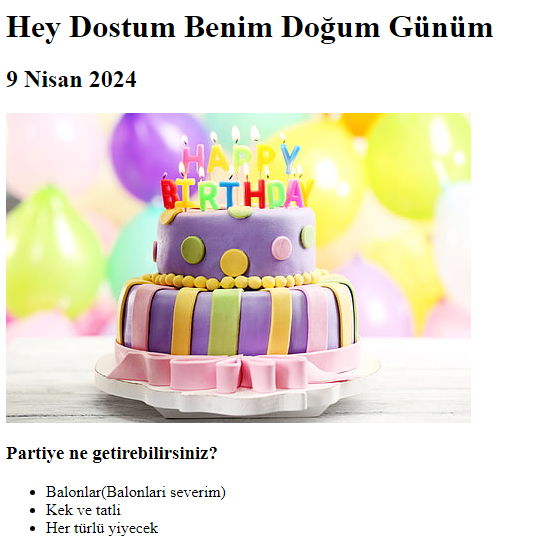 Hey Dostum Benim Doğum Günüm
9 Nisan 2024
HAPPY
BIRTHDAY
Partiye ne getirebilirsiniz?
Balonlar(Balonlari severim)
Kek ve tatli
Her türlü yiyecek